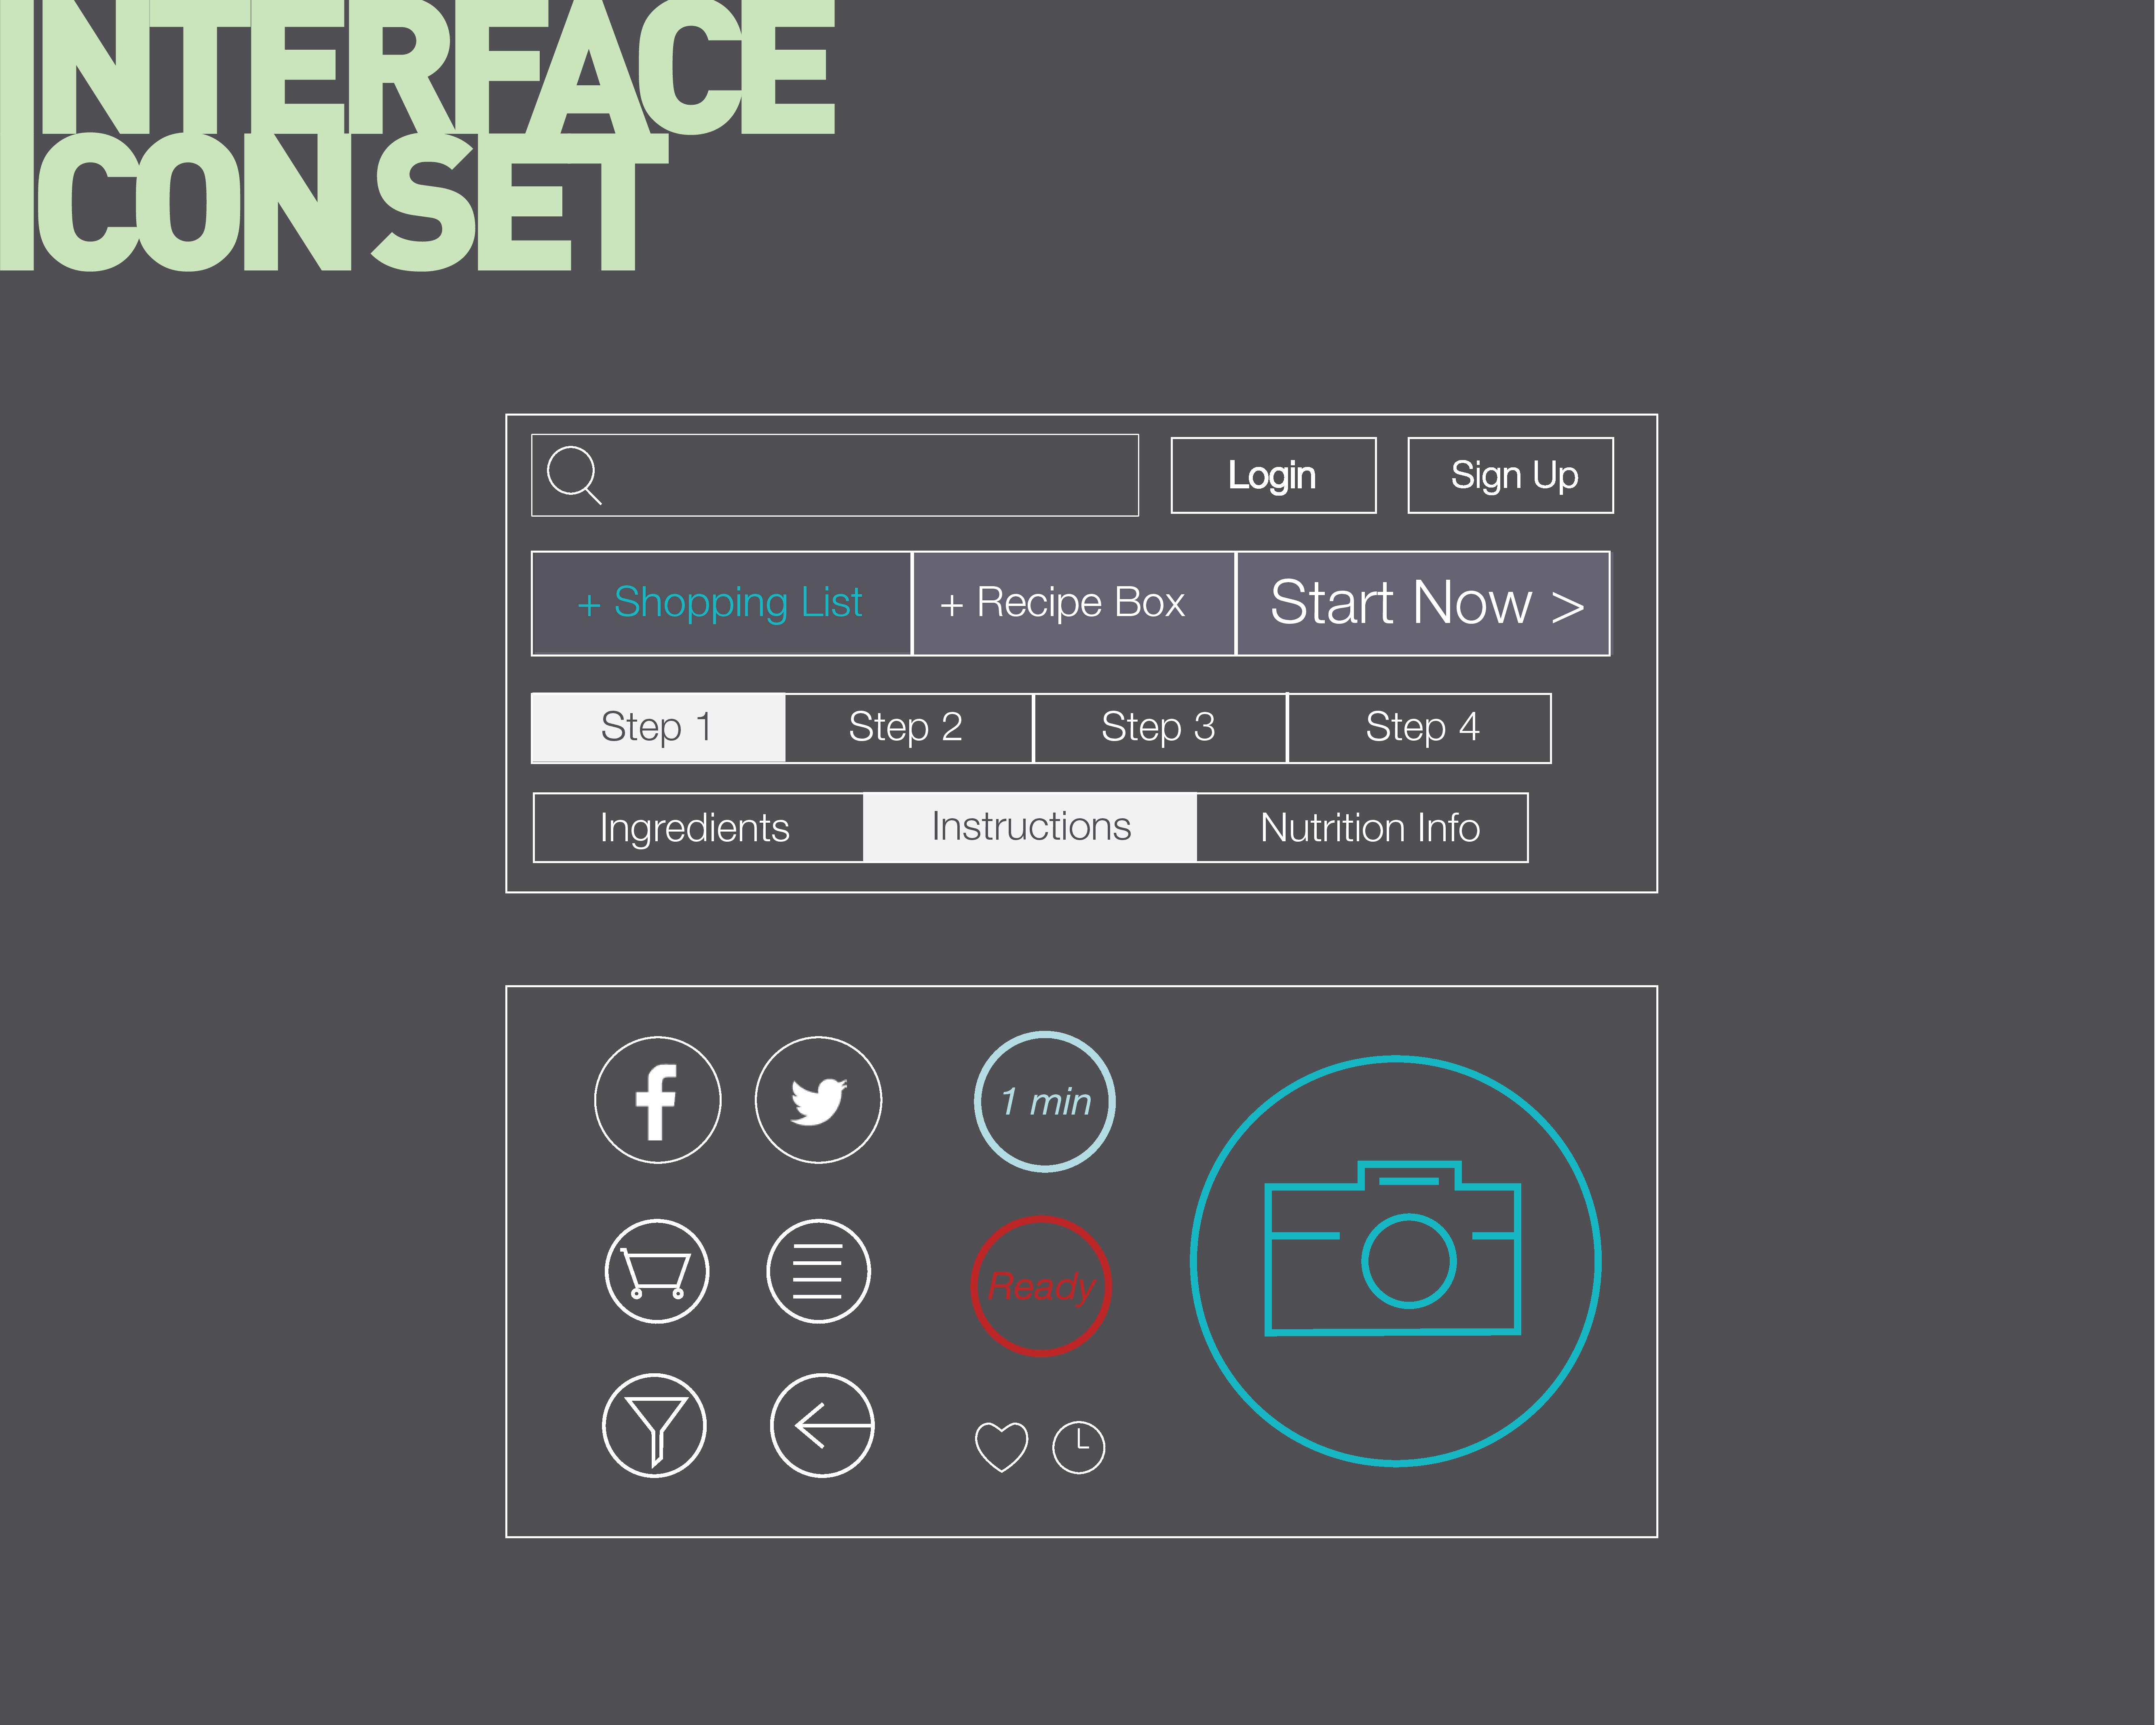 INTERFACE
ICON SET
Login
Sign Up
+ Shopping List
+ Recipe Box
Start Now >
Step 1
Step 2
Step 3
Step 4
Ingredients
Instructions
Nutrition Info
1 min
Ready